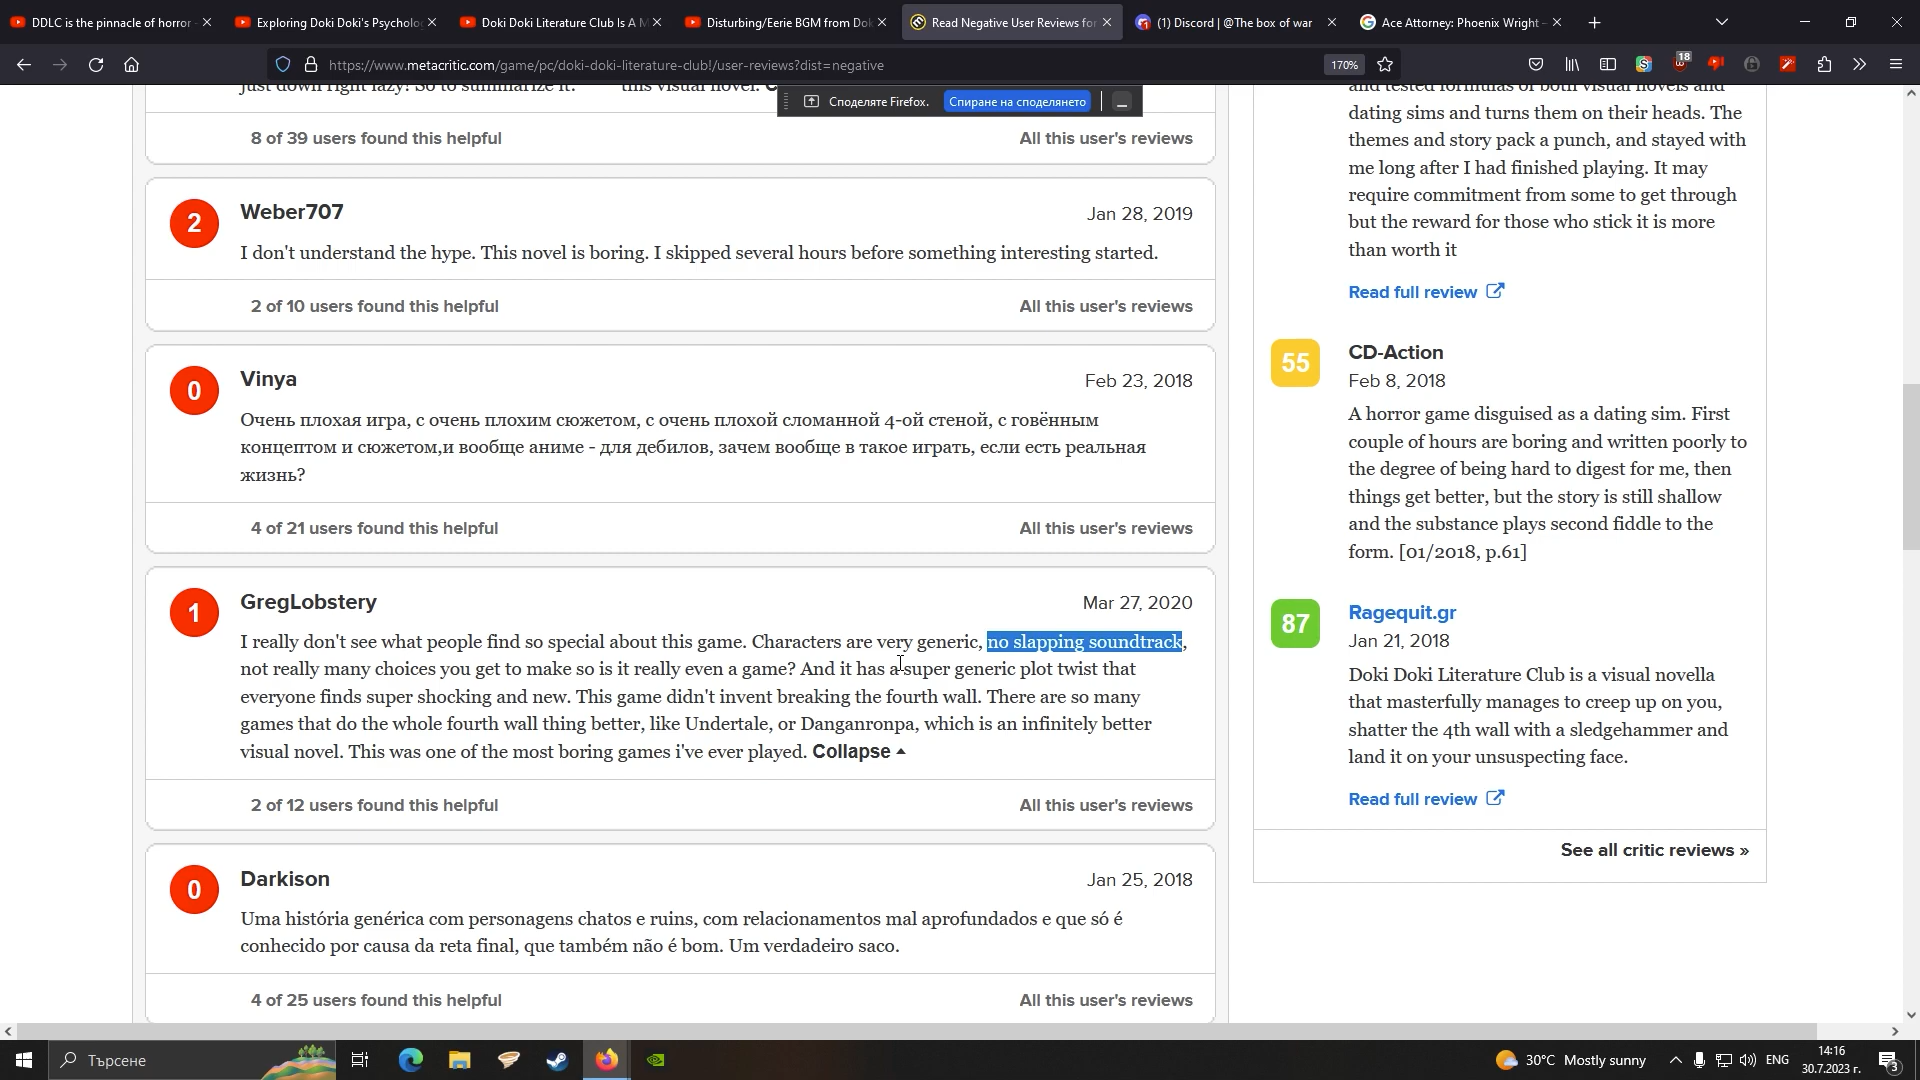 DDLC is the pinnacle of horror
Exploring Doki Doki's Psycholo
Doki Doki Literature Club Is A M
Disturbing/Eerie BGM from Dok
Read Negative User Reviews for
(1) Discord | @The box of war
Ace Attorney: Phoenix Wright -
https://www.metacritic.com/game/pc/doki-doki-literature-club!/user-reviews?dist=negative
170%
18
Споделяте Firefox.
Спиране на споделянето
just down right lazy! So to summarize it:
this visual novel.
8 of 39 users found this helpful
All this user's reviews
2
Weber707
Jan 28, 2019
I don't understand the hype. This novel is boring. I skipped several hours before something interesting started.
2 of 10 users found this helpful
All this user's reviews
0
Vinya
Feb 23, 2018
Очень плохая игра, с очень плохим сюжетом, с очень плохой сломанной 4-ой стеной, с говённым
концептом и сюжетом,и вообще аниме - для дебилов, зачем вообще в такое играть, если есть реальная
жизнь?
4 of 21 users found this helpful
All this user's reviews
1
GregLobstery
Mar 27, 2020
I really don't see what people find so special about this game. Characters are very generic, no slapping soundtrack,
not really many choices you get to make so is it really even a game? And it has a super generic plot twist that
everyone finds super shocking and new. This game didn't invent breaking the fourth wall. There are so many
games that do the whole fourth wall thing better, like Undertale, or Danganronpa, which is an infinitely better
visual novel. This was one of the most boring games i've ever played. Collapse
2 of 12 users found this helpful
All this user's reviews
0
Darkison
Jan 25, 2018
Uma história genérica com personagens chatos e ruins, com relacionamentos mal aprofundados e que só é
conhecido por causa da reta final, que também não é bom. Um verdadeiro saco.
4 of 25 users found this helpful
All this user's reviews
and tested formulas of both visual novels and
dating sims and turns them on their heads. The
themes and story pack a punch, and stayed with
me long after I had finished playing. It may
require commitment from some to get through
but the reward for those who stick it is more
than worth it
Read full review
55
CD-Action
Feb 8, 2018
A horror game disguised as a dating sim. First
couple of hours are boring and written poorly to
the degree of being hard to digest for me, then
things get better, but the story is still shallow
and the substance plays second fiddle to the
form. [01/2018, p.61]
87
Ragequit.gr
Jan 21, 2018
Doki Doki Literature Club is a visual novella
that masterfully manages to creep up on you,
shatter the 4th wall with a sledgehammer and
land it on your unsuspecting face.
Read full review
See all critic reviews »
Търсене
30°C Mostly sunny
ENG
14:16
30.7.2023 г.
3